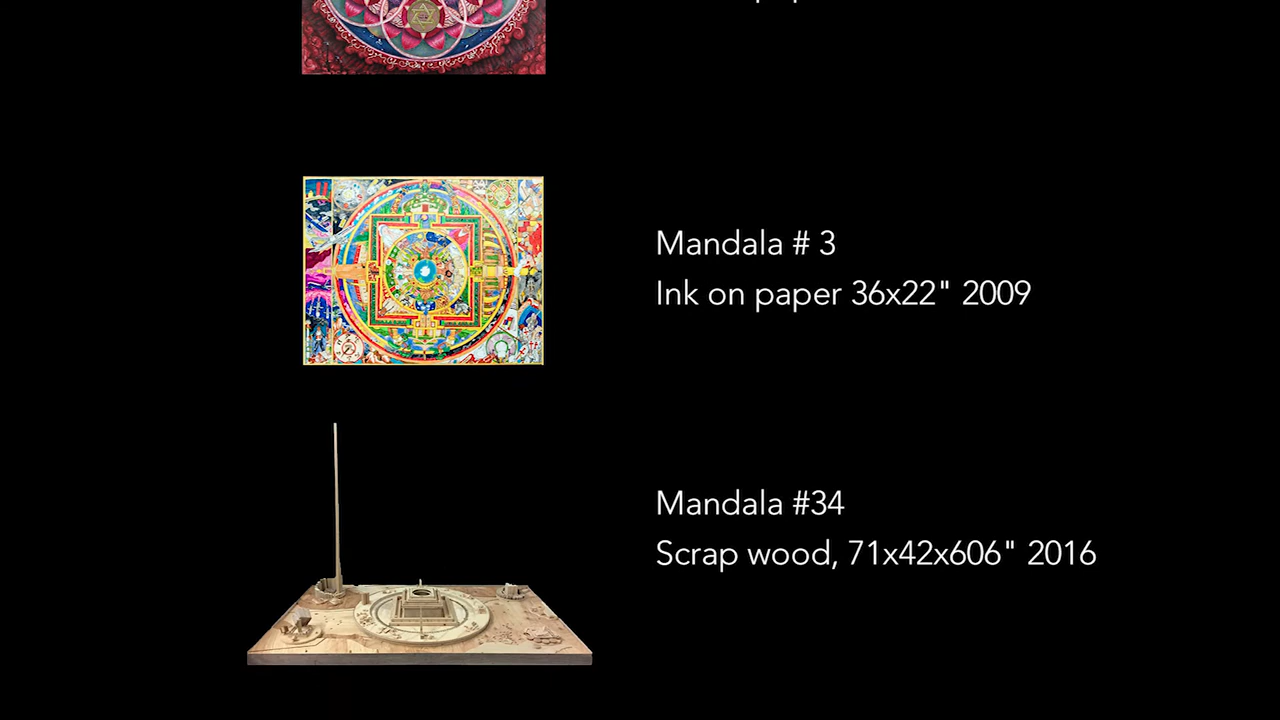 Mandala # 3
Ink on paper 36x22" 2009
Mandala #34
Scrap wood, 71x42x606" 2016